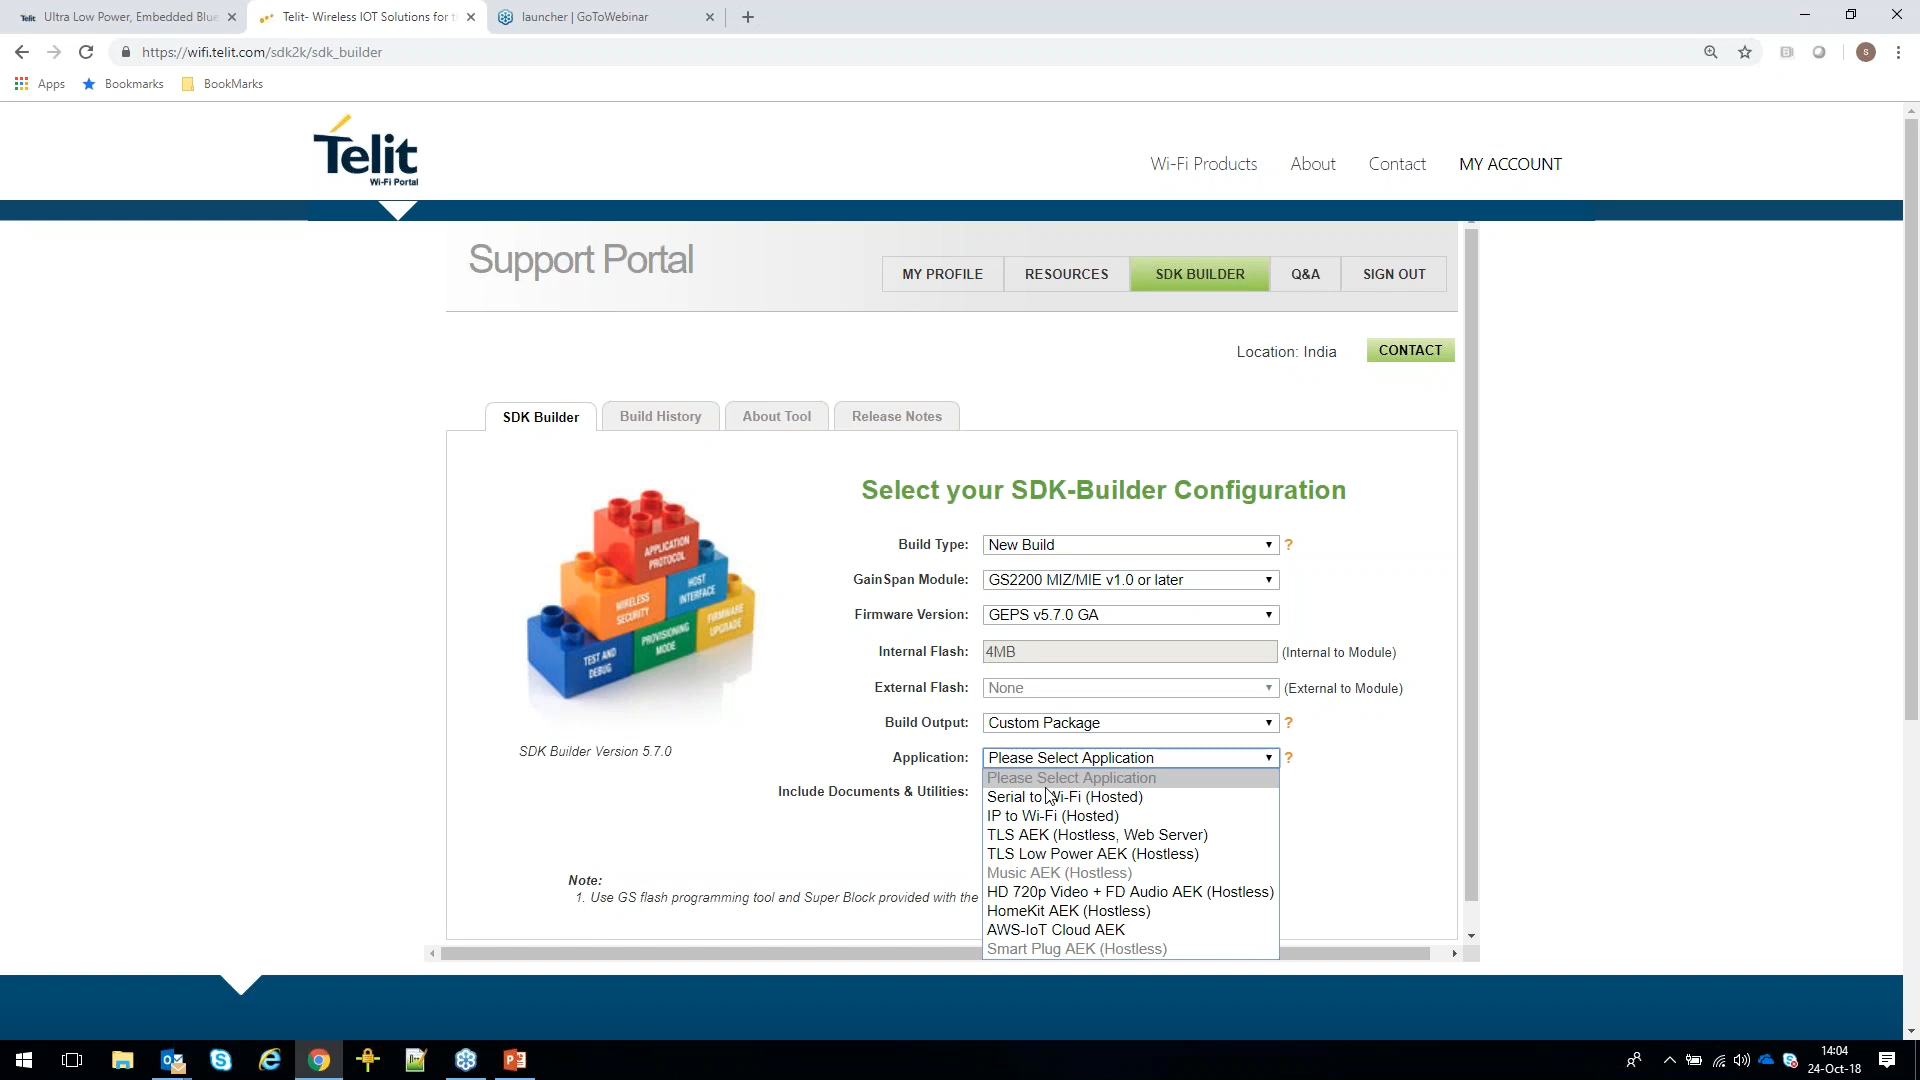 Telit Ultra Low Power, Embedded Blue
Telit- Wireless IOT Solutions for t
launcher | GoToWebinar
https://wifi.telit.com/sdk2k/sdk_builder
S
Apps
Bookmarks
BookMarks
Telit
Wi-Fi Portal
Wi-Fi Products
About
Contact
MY ACCOUNT
Support Portal
MY PROFILE
RESOURCES
SDK BUILDER
Q&A
SIGN OUT
Location: India
CONTACT
SDK Builder
Build History
About Tool
Release Notes
Select your SDK-Builder Configuration
APPLICATION PROTOCOL
WIRELESS SECURITY
HOST INTERFACE
TEST AND DEBUG
PROVISIONING MODE
FIRMWARE UPGRADE
SDK Builder Version 5.7.0
Build Type: New Build ?
GainSpan Module: GS2200 MIZ/MIE v1.0 or later
Firmware Version: GEPS v5.7.0 GA
Internal Flash: 4MB (Internal to Module)
External Flash: None (External to Module)
Build Output: Custom Package ?
Application: Please Select Application ?
Include Documents & Utilities:
Please Select Application
Serial to Wi-Fi (Hosted)
IP to Wi-Fi (Hosted)
TLS AEK (Hostless, Web Server)
TLS Low Power AEK (Hostless)
Music AEK (Hostless)
HD 720p Video + FD Audio AEK (Hostless)
HomeKit AEK (Hostless)
AWS-IoT Cloud AEK
Smart Plug AEK (Hostless)
Note:
1. Use GS flash programming tool and Super Block provided with the
14:04
24-Oct-18